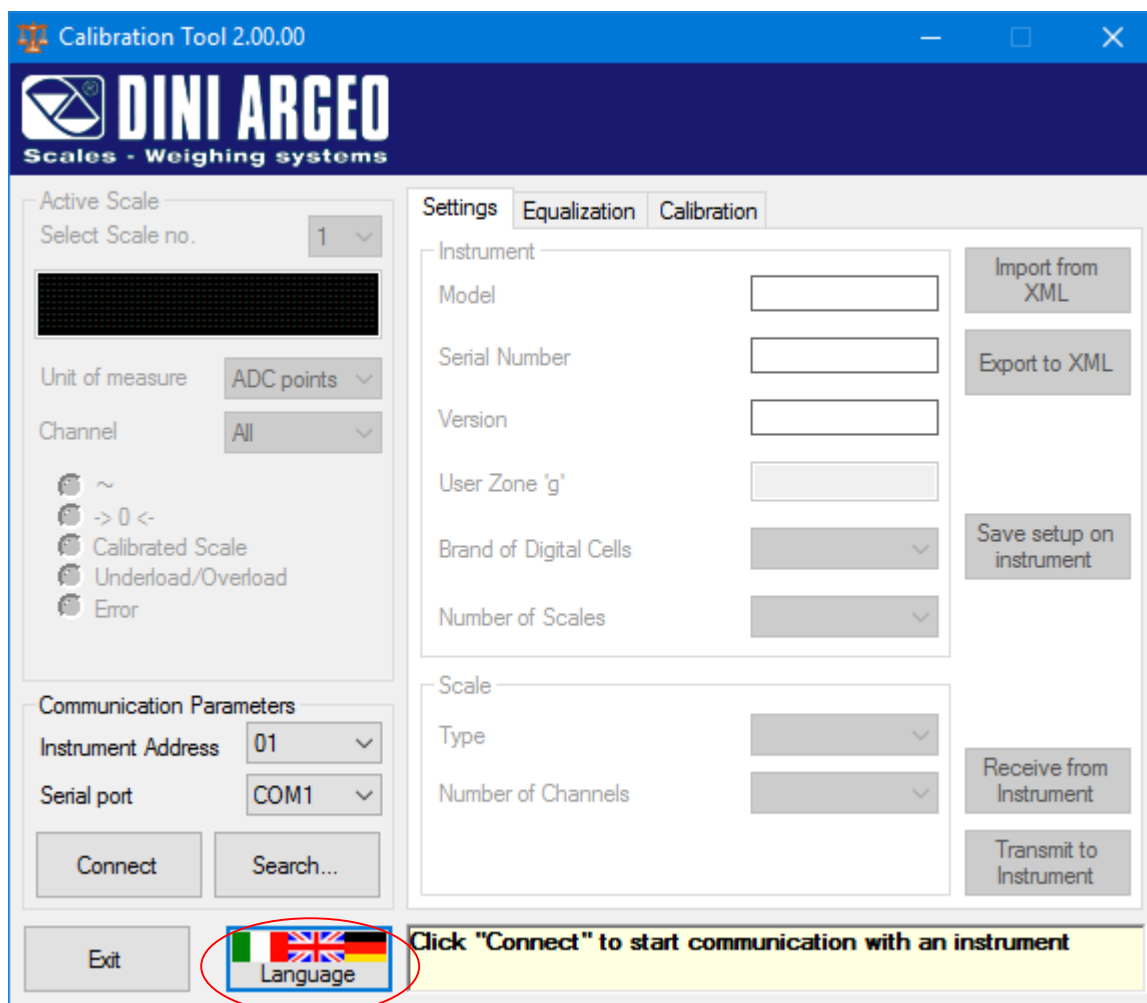 Calibration Tool 2.00.00
DINI ARGEO
®
Scales - Weighing systems
Active Scale
Select Scale no.
1
Unit of measure
ADC points
Channel
All
~
-> 0 <-
Calibrated Scale
Underload/Overload
Error
Communication Parameters
Instrument Address
01
Serial port
COM1
Connect
Search...
Exit
Language
Settings
Equalization
Calibration
Instrument
Model
Serial Number
Version
User Zone 'g'
Brand of Digital Cells
Number of Scales
Scale
Type
Number of Channels
Import from
XML
Export to XML
Save setup on
instrument
Receive from
Instrument
Transmit to
Instrument
Click "Connect" to start communication with an instrument